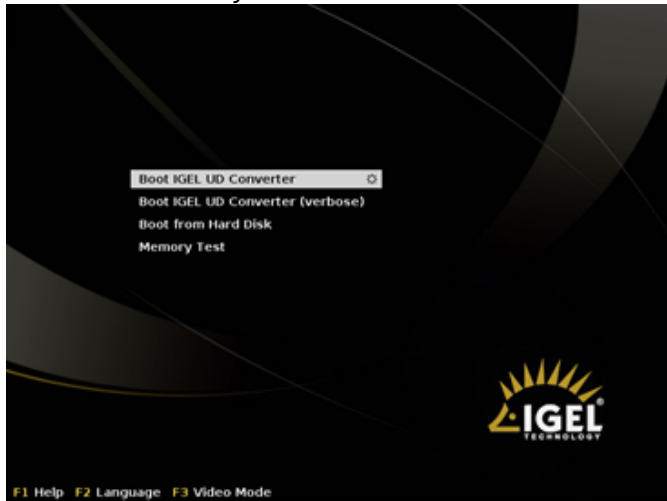 Boot IGEL UD Converter
Boot IGEL UD Converter (verbose)
Boot from Hard Disk
Memory Test
IGEL®
TECHNOLOGY
F1 Help F2 Language F3 Video Mode